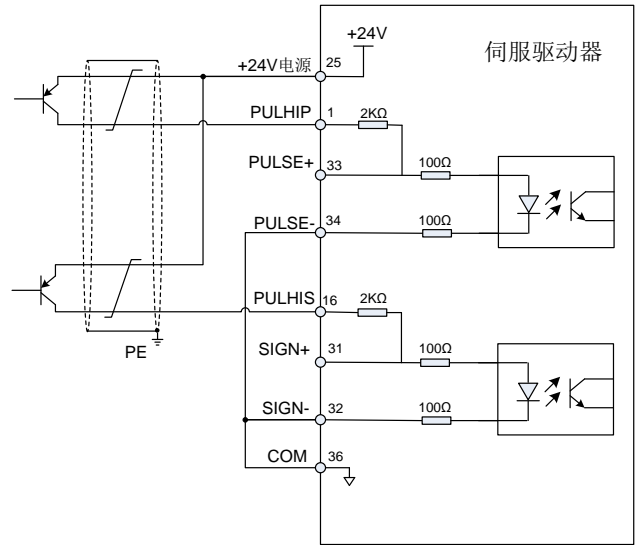 +24V
伺服驱动器
+24V电源 25
PULHIP 1 2KΩ
PULSE+ 33 100Ω
PULSE- 34 100Ω
PULHIS 16 2KΩ
PE
SIGN+ 31 100Ω
SIGN- 32 100Ω
COM 36